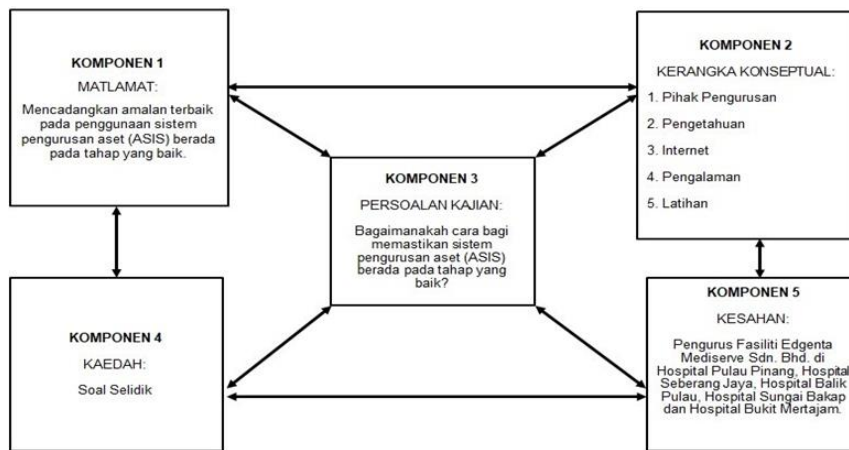 KOMPONEN 1
MATLAMAT:
Mencadangkan amalan terbaik
pada penggunaan sistem
pengurusan aset (ASIS) berada
pada tahap yang baik.
KOMPONEN 2
KERANGKA KONSEPTUAL:
1. Pihak Pengurusan
2. Pengetahuan
3. Internet
4. Pengalaman
5. Latihan
KOMPONEN 3
PERSOALAN KAJIAN:
Bagaimanakah cara bagi
memastikan sistem
pengurusan aset (ASIS)
berada pada tahap yang
baik?
KOMPONEN 4
KAEDAH:
Soal Selidik
KOMPONEN 5
KESAHAN:
Pengurus Fasiliti Edgenta
Mediserve Sdn. Bhd. di
Hospital Pulau Pinang, Hospital
Seberang Jaya, Hospital Balik
Pulau, Hospital Sungai Bakap
dan Hospital Bukit Mertajam.